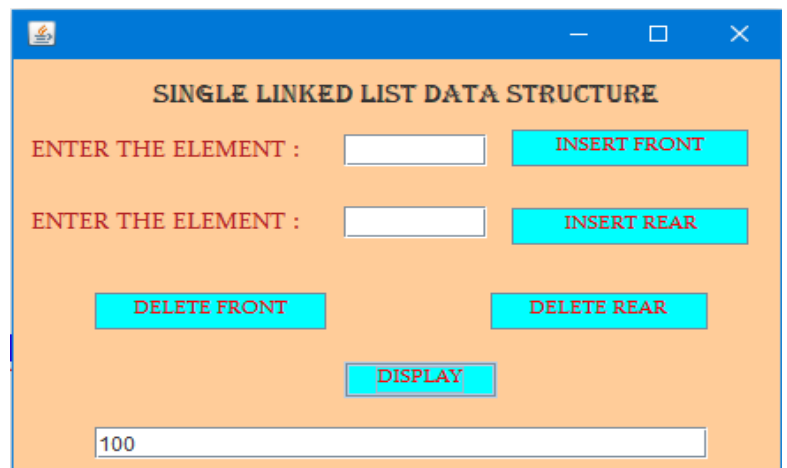 SINGLE LINKED LIST DATA STRUCTURE
ENTER THE ELEMENT : INSERT FRONT
ENTER THE ELEMENT : INSERT REAR
DELETE FRONT DELETE REAR
DISPLAY
100